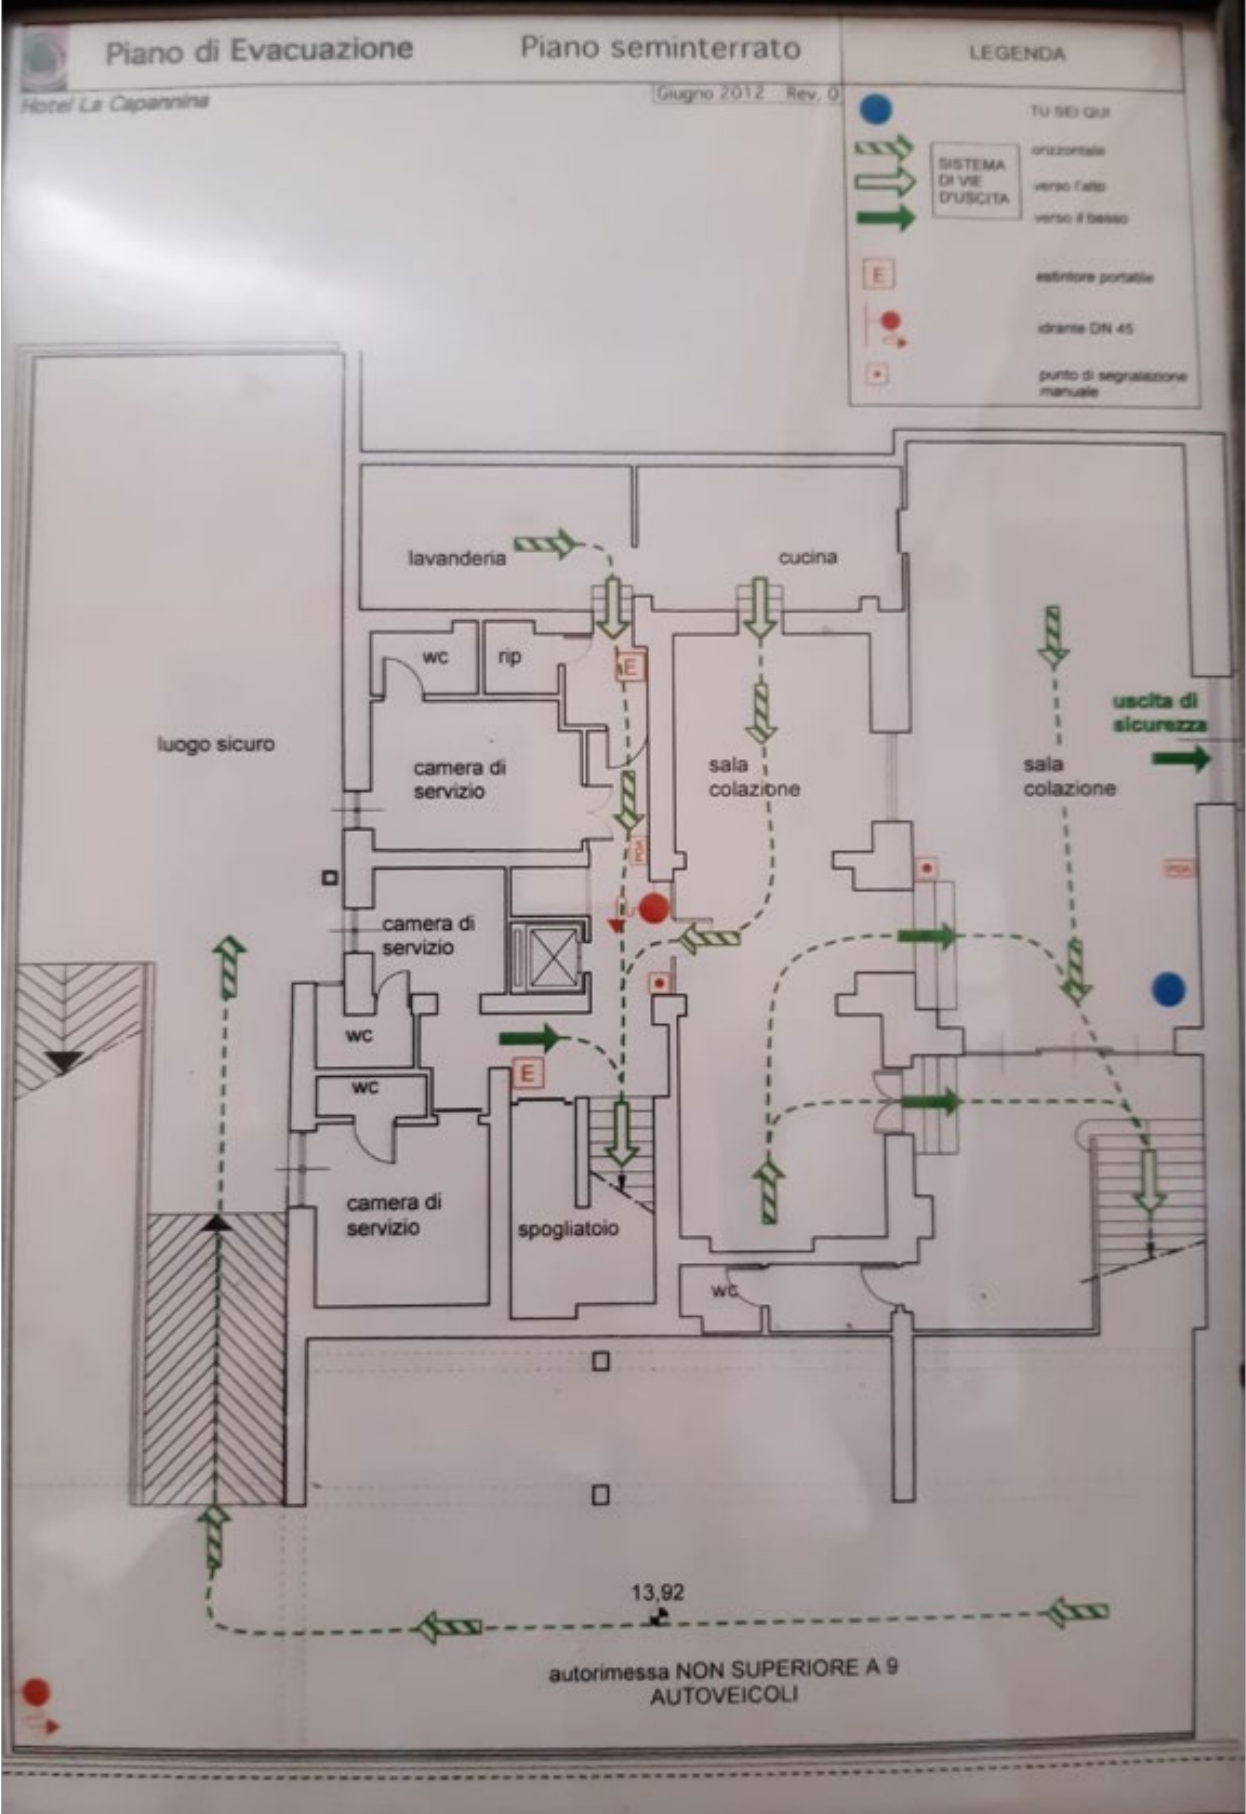 Piano di Evacuazione
Piano seminterrato
LEGENDA
Hotel La Capannina
Giugno 2012 Rev. 0
TU SEI QUI
orizzontale
SISTEMA
DI VIE
D'USCITA
verso l'alto
verso il basso
E
estintore portatile
idrante DN 45
punto di segnalazione
manuale
lavanderia
cucina
wc
rip
E
uscita di
sicurezza
luogo sicuro
camera di
servizio
sala
colazione
sala
colazione
PDA
PDA
camera di
servizio
wc
E
wc
camera di
servizio
spogliatoio
wc
13,92
autorimessa NON SUPERIORE A 9
AUTOVEICOLI